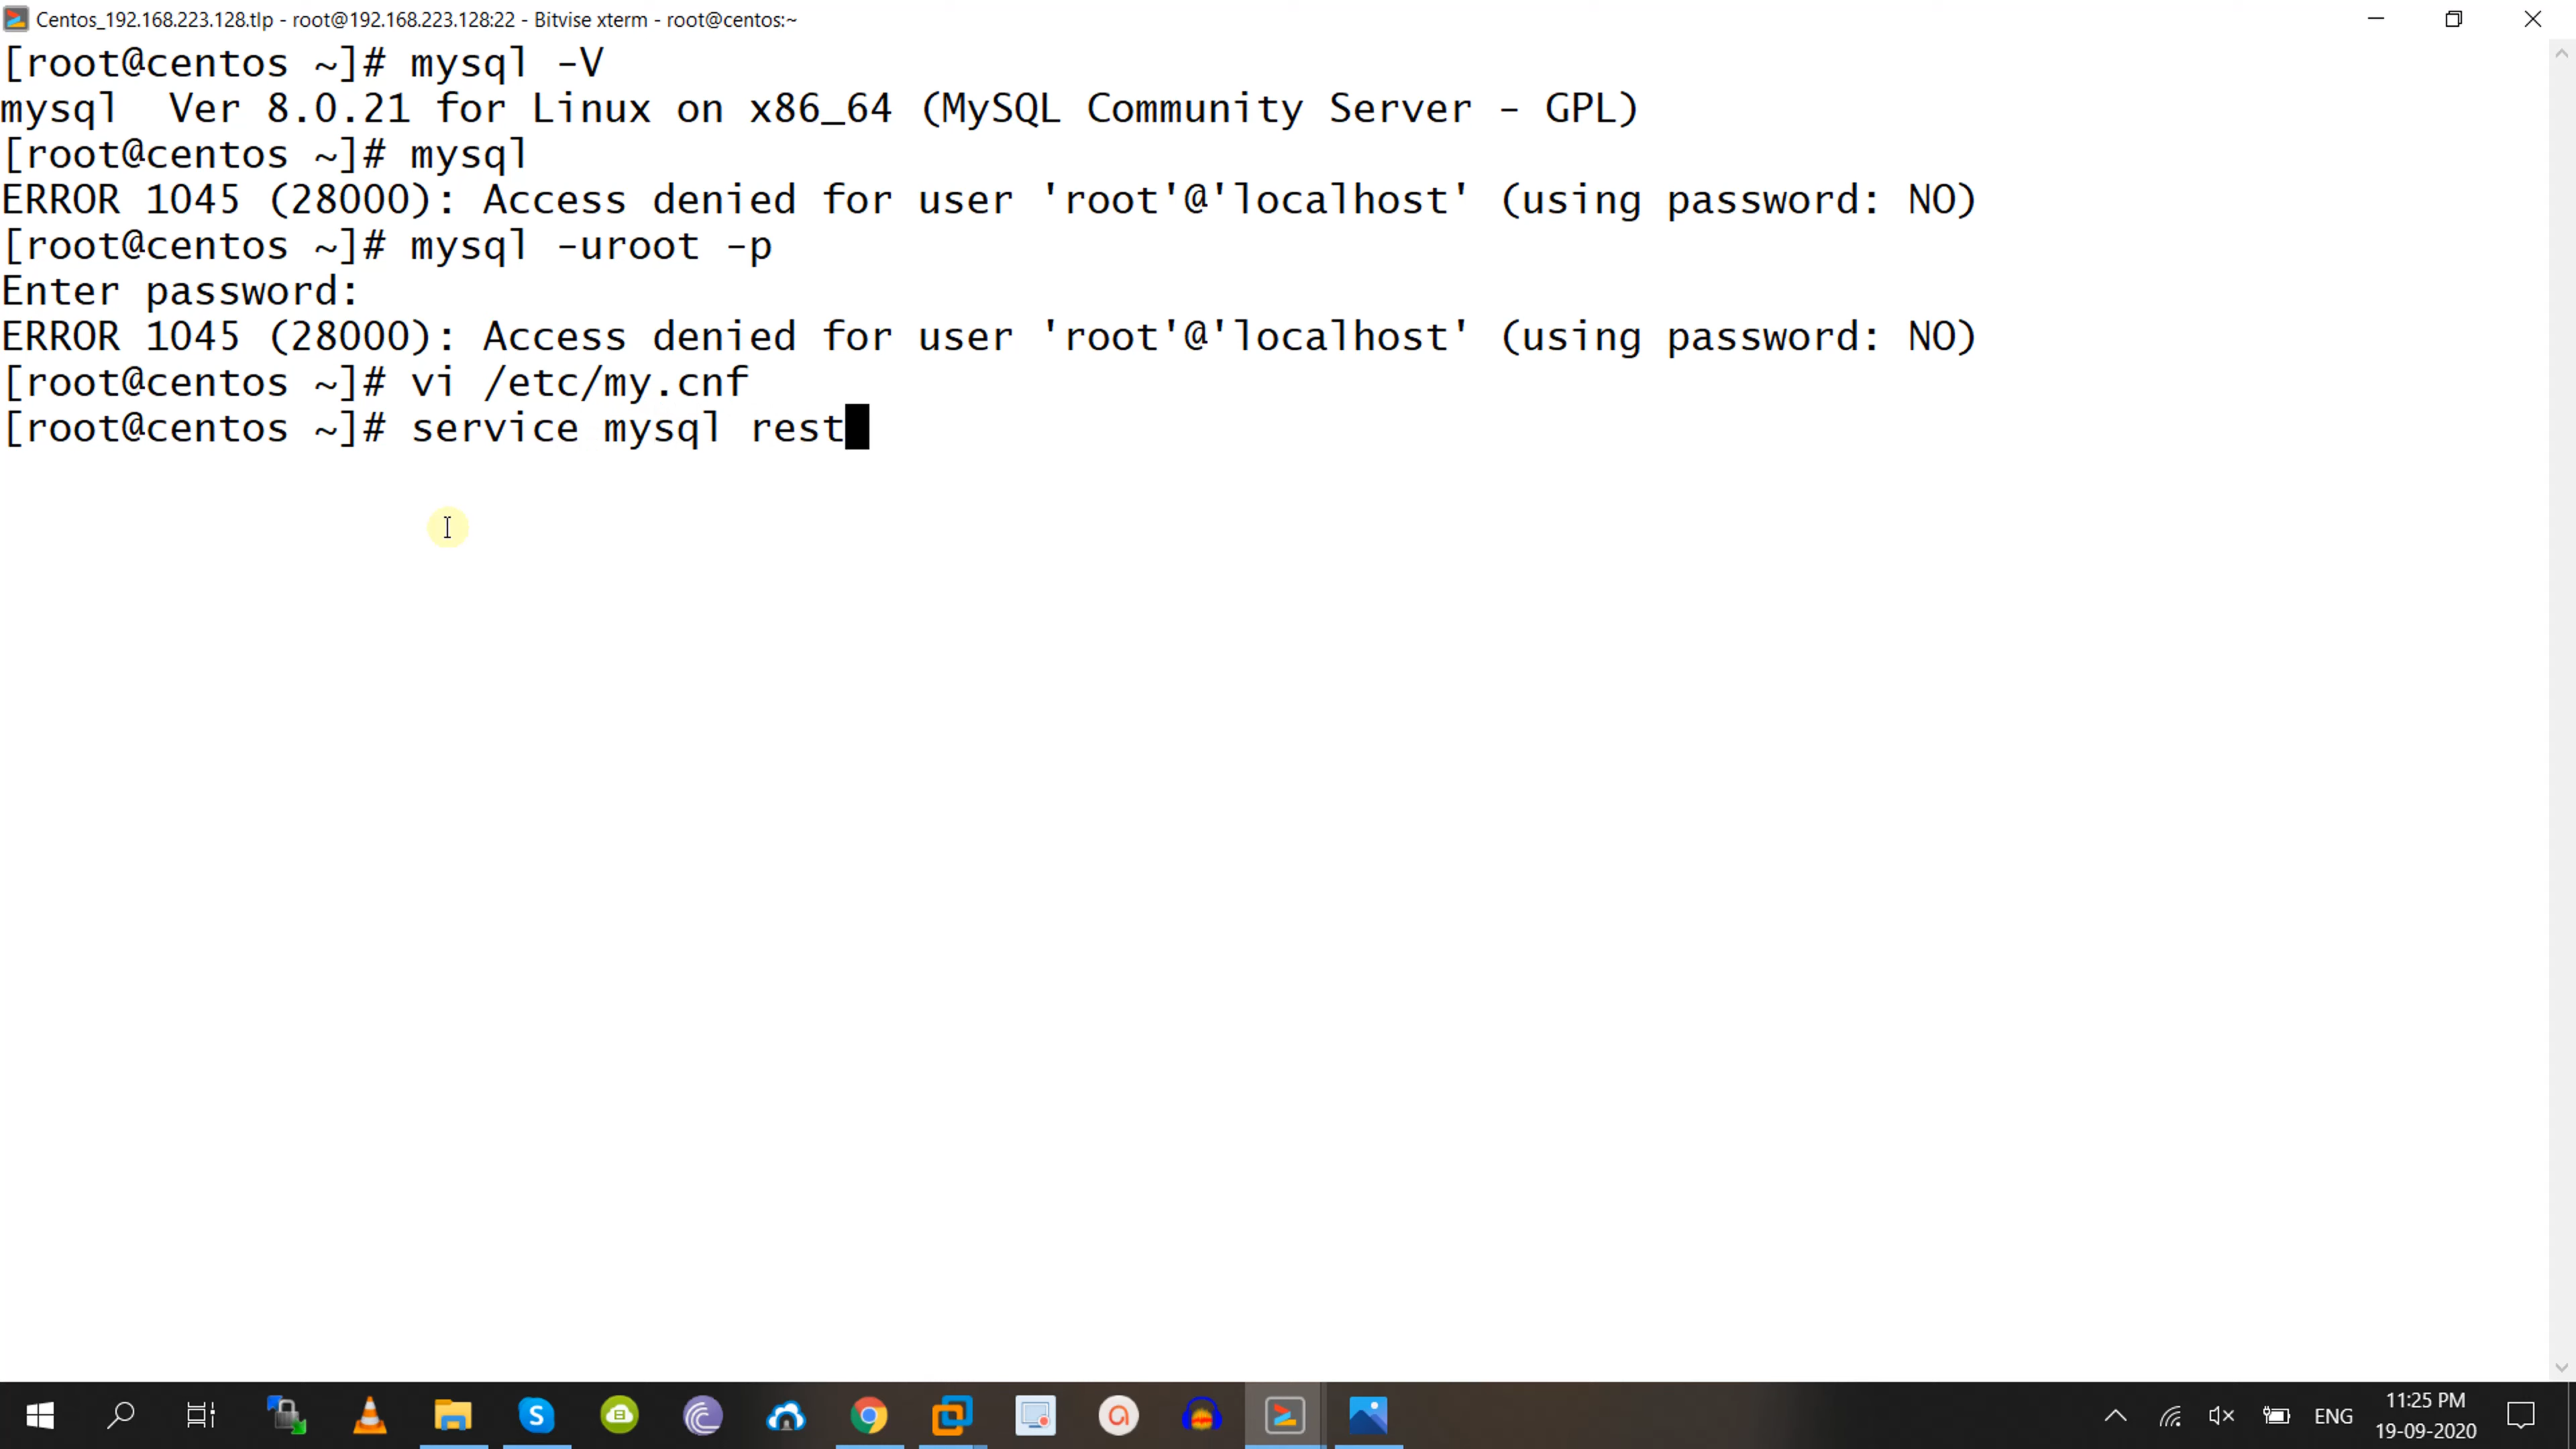 Centos_192.168.223.128.tlp - root@192.168.223.128:22 - Bitvise xterm - root@centos:~
[root@centos ~]# mysql -V
mysql  Ver 8.0.21 for Linux on x86_64 (MySQL Community Server - GPL)
[root@centos ~]# mysql
ERROR 1045 (28000): Access denied for user 'root'@'localhost' (using password: NO)
[root@centos ~]# mysql -uroot -p
Enter password:
ERROR 1045 (28000): Access denied for user 'root'@'localhost' (using password: NO)
[root@centos ~]# vi /etc/my.cnf
[root@centos ~]# service mysql rest
ENG
11:25 PM
19-09-2020